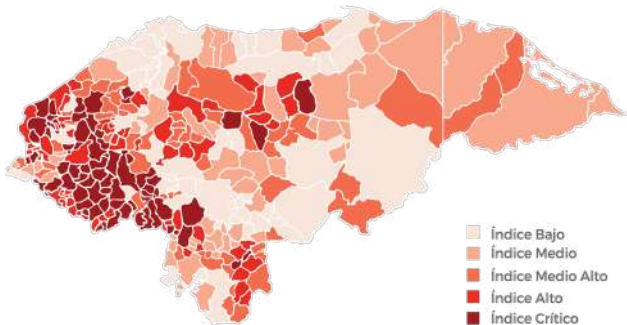 Índice Bajo
Índice Medio
Índice Medio Alto
Índice Alto
Índice Crítico